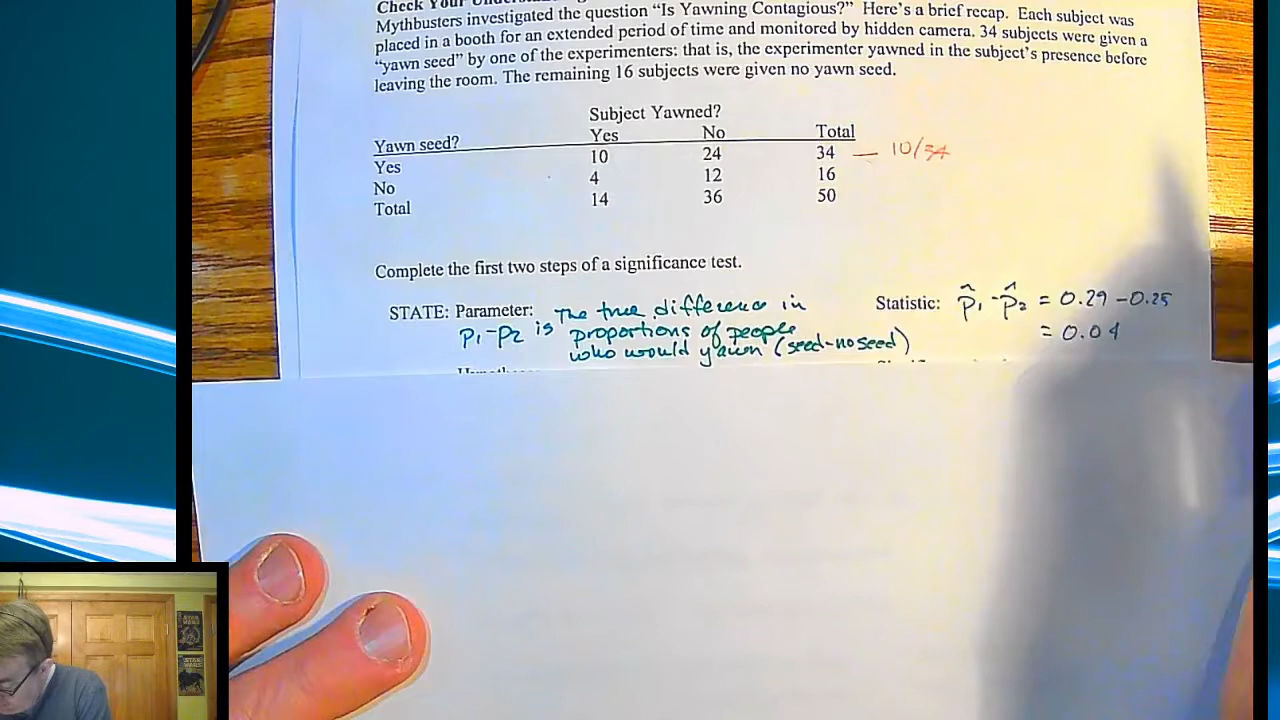 Check Your
Mythbusters investigated the question "Is Yawning Contagious?" Here's a brief recap. Each subject was
placed in a booth for an extended period of time and monitored by hidden camera. 34 subjects were given a
"yawn seed" by one of the experimenters; that is, the experimenter yawned in the subject's presence before
leaving the room. The remaining 16 subjects were given no yawn seed.
Subject Yawned?
Yawn seed? Yes No Total
Yes 10 24 34 — 10/34
No 4 12 16
Total 14 36 50
Complete the first two steps of a significance test.
STATE: Parameter: The true difference in Statistic: p̂₁ - p̂₂ = 0.29 - 0.25
p₁-p₂ is proportions of people = 0.04
who would yawn (seed-no seed)
STAR WARS
STAR WARS